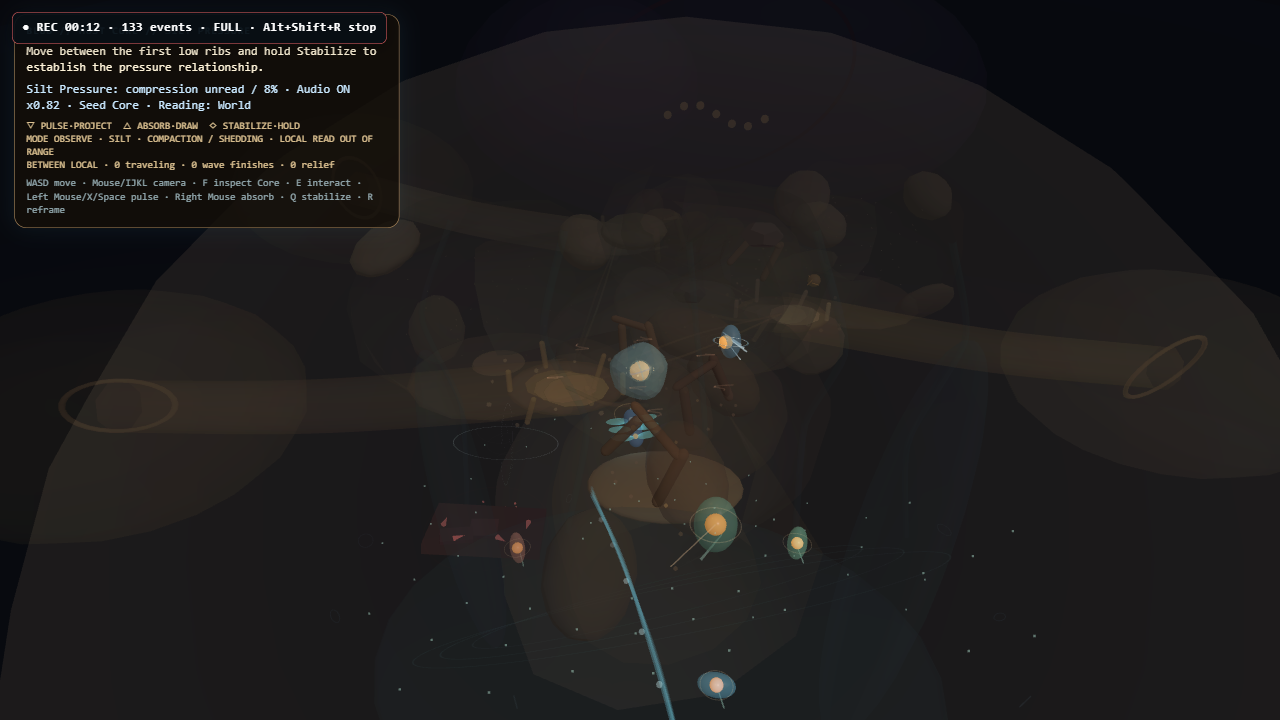 ● REC 00:12 · 133 events · FULL · Alt+Shift+R stop
Move between the first low ribs and hold Stabilize to
establish the pressure relationship.
Silt Pressure: compression unread / 8% · Audio ON
x0.82 · Seed Core · Reading: World
▽ PULSE·PROJECT △ ABSORB·DRAW ◇ STABILIZE·HOLD
MODE OBSERVE · SILT · COMPACTION / SHEDDING · LOCAL READ OUT OF
RANGE
BETWEEN LOCAL · 0 traveling · 0 wave finishes · 0 relief
WASD move · Mouse/IJKL camera · F inspect Core · E interact ·
Left Mouse/X/Space pulse · Right Mouse absorb · Q stabilize · R
reframe